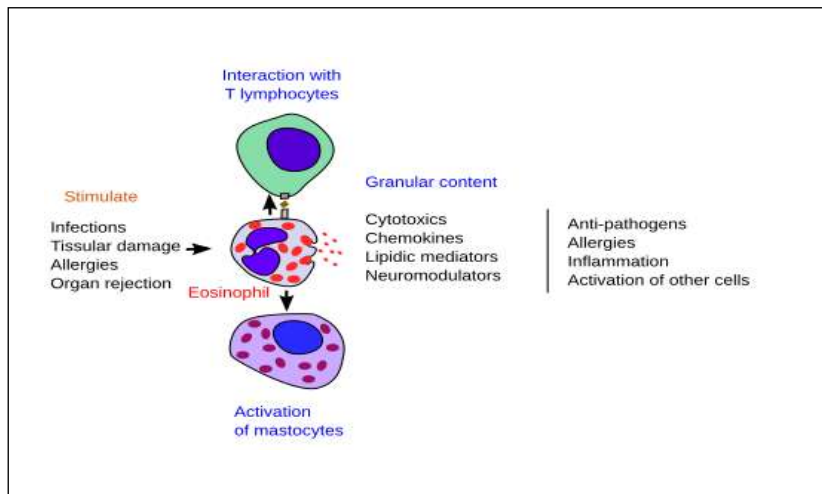 Interaction with
T lymphocytes
Stimulate
Infections
Tissular damage
Allergies
Organ rejection
Eosinophil
Granular content
Cytotoxics
Chemokines
Lipidic mediators
Neuromodulators
Anti-pathogens
Allergies
Inflammation
Activation of other cells
Activation
of mastocytes